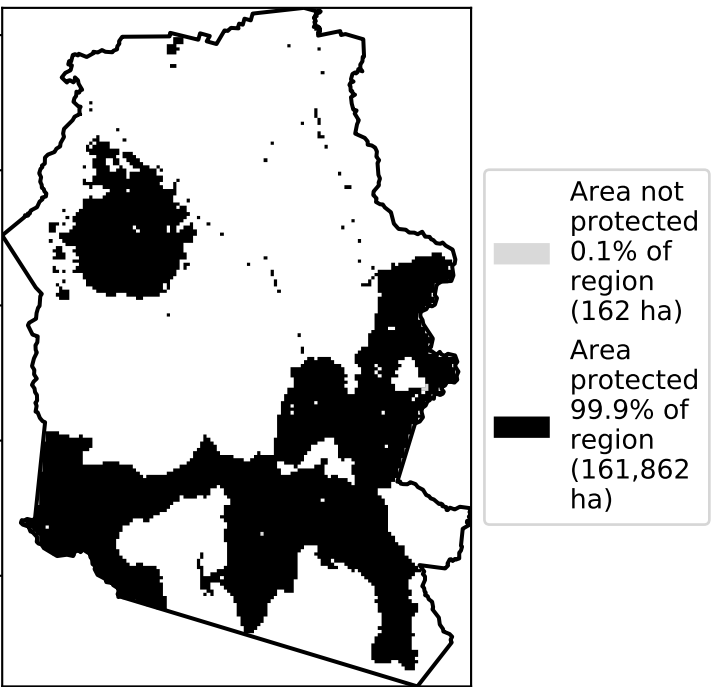 Area not
protected
0.1% of
region
(162 ha)
Area
protected
99.9% of
region
(161,862
ha)